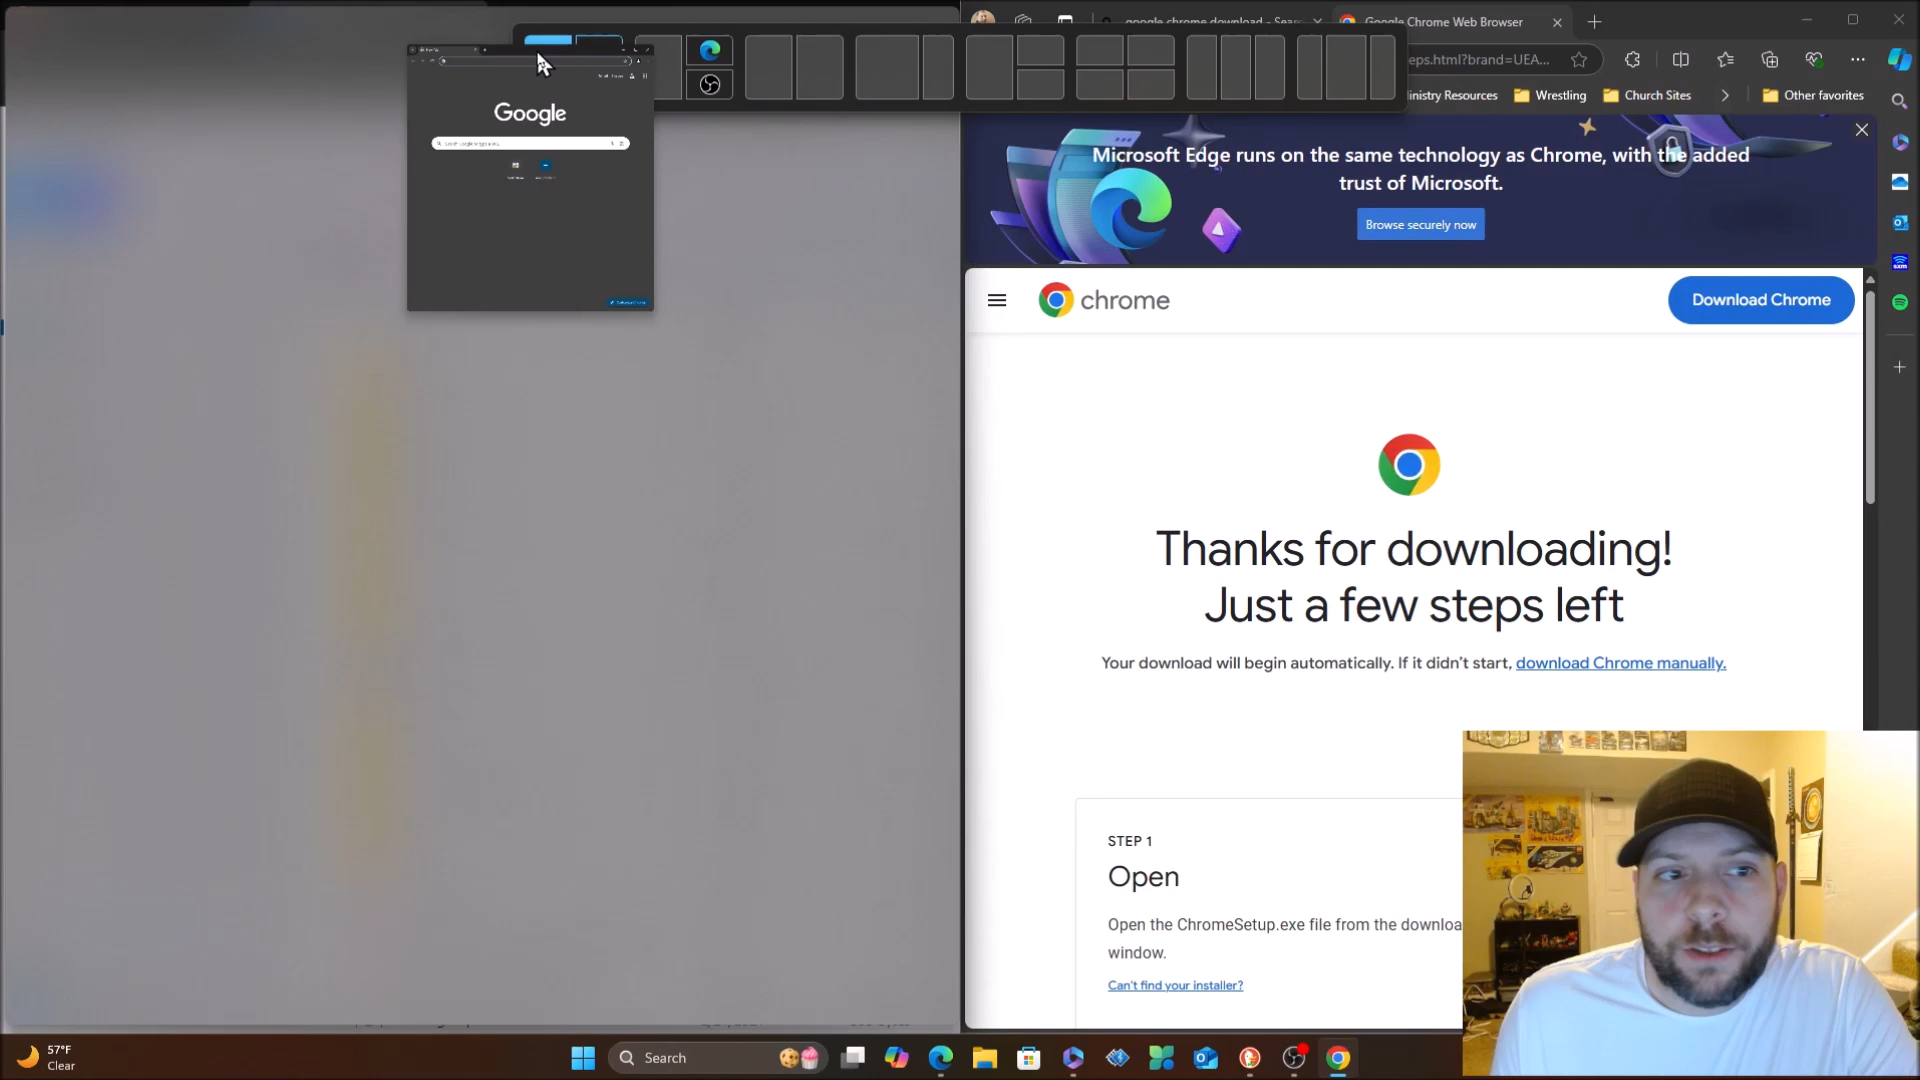 Google Chrome Web Browser
eps.html?brand=UEA...
inistry Resources
Wrestling
Church Sites
Other favorites
Google
Microsoft Edge runs on the same technology as Chrome, with the added
trust of Microsoft.
Browse securely now
chrome
Download Chrome
Thanks for downloading!
Just a few steps left
Your download will begin automatically. If it didn't start, download Chrome manually.
STEP 1
Open
Open the ChromeSetup.exe file from the downloa
window.
Can't find your installer?
57°F
Clear
Search